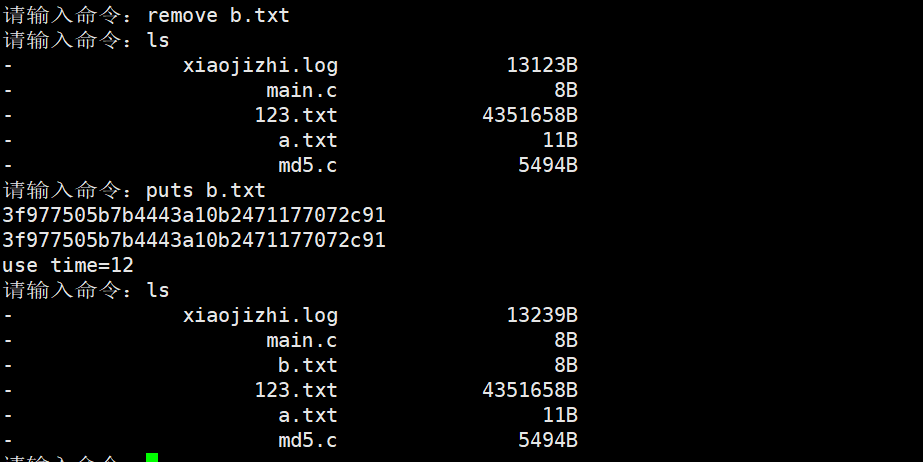 请输入命令：remove b.txt
请输入命令：ls
- xiaojizhi.log 13123B
- main.c 8B
- 123.txt 4351658B
- a.txt 11B
- md5.c 5494B
请输入命令：puts b.txt
3f977505b7b4443a10b2471177072c91
3f977505b7b4443a10b2471177072c91
use time=12
请输入命令：ls
- xiaojizhi.log 13239B
- main.c 8B
- b.txt 8B
- 123.txt 4351658B
- a.txt 11B
- md5.c 5494B
请输入命令：